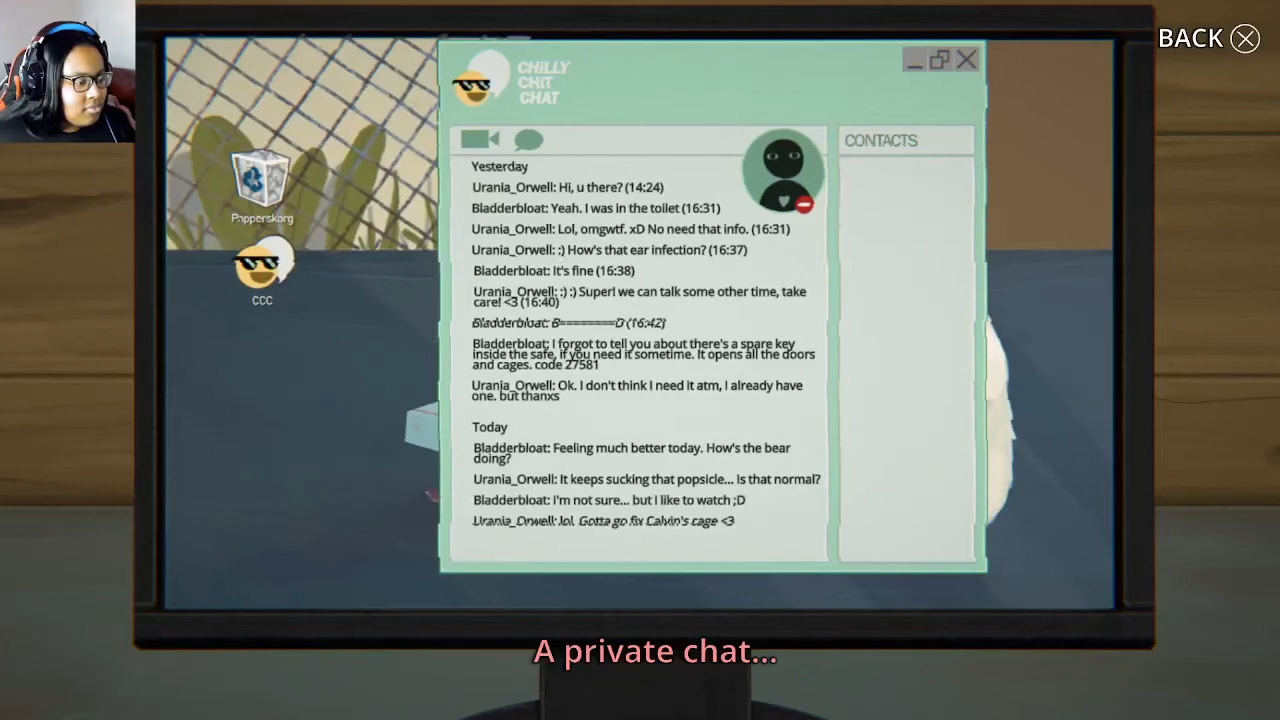 BACK
CHILLY
CHIT
CHAT
CONTACTS
Yesterday
Urania_Orwell: Hi, u there? (14:24)
Bladderbloat: Yeah. I was in the toilet (16:31)
Urania_Orwell: Lol, omgwtf. xD No need that info. (16:31)
Urania_Orwell: :) How's that ear infection? (16:37)
Bladderbloat: It's fine (16:38)
Urania_Orwell: :) :) Super! we can talk some other time, take
care! <3 (16:40)
Bladderbloat: B========D (16:42)
Bladderbloat: I forgot to tell you about there's a spare key
inside the safe, if you need it sometime. It opens all the doors
and cages. code 27581
Urania_Orwell: Ok. I don't think I need it atm, I already have
one. but thanxs
Today
Bladderbloat: Feeling much better today. How's the bear
doing?
Urania_Orwell: It keeps sucking that popsicle... Is that normal?
Bladderbloat: I'm not sure... but i like to watch ;D
Urania_Orwell: lol. Gotta go fix Calvin's cage <3
Papperskorg
CCC
A private chat...